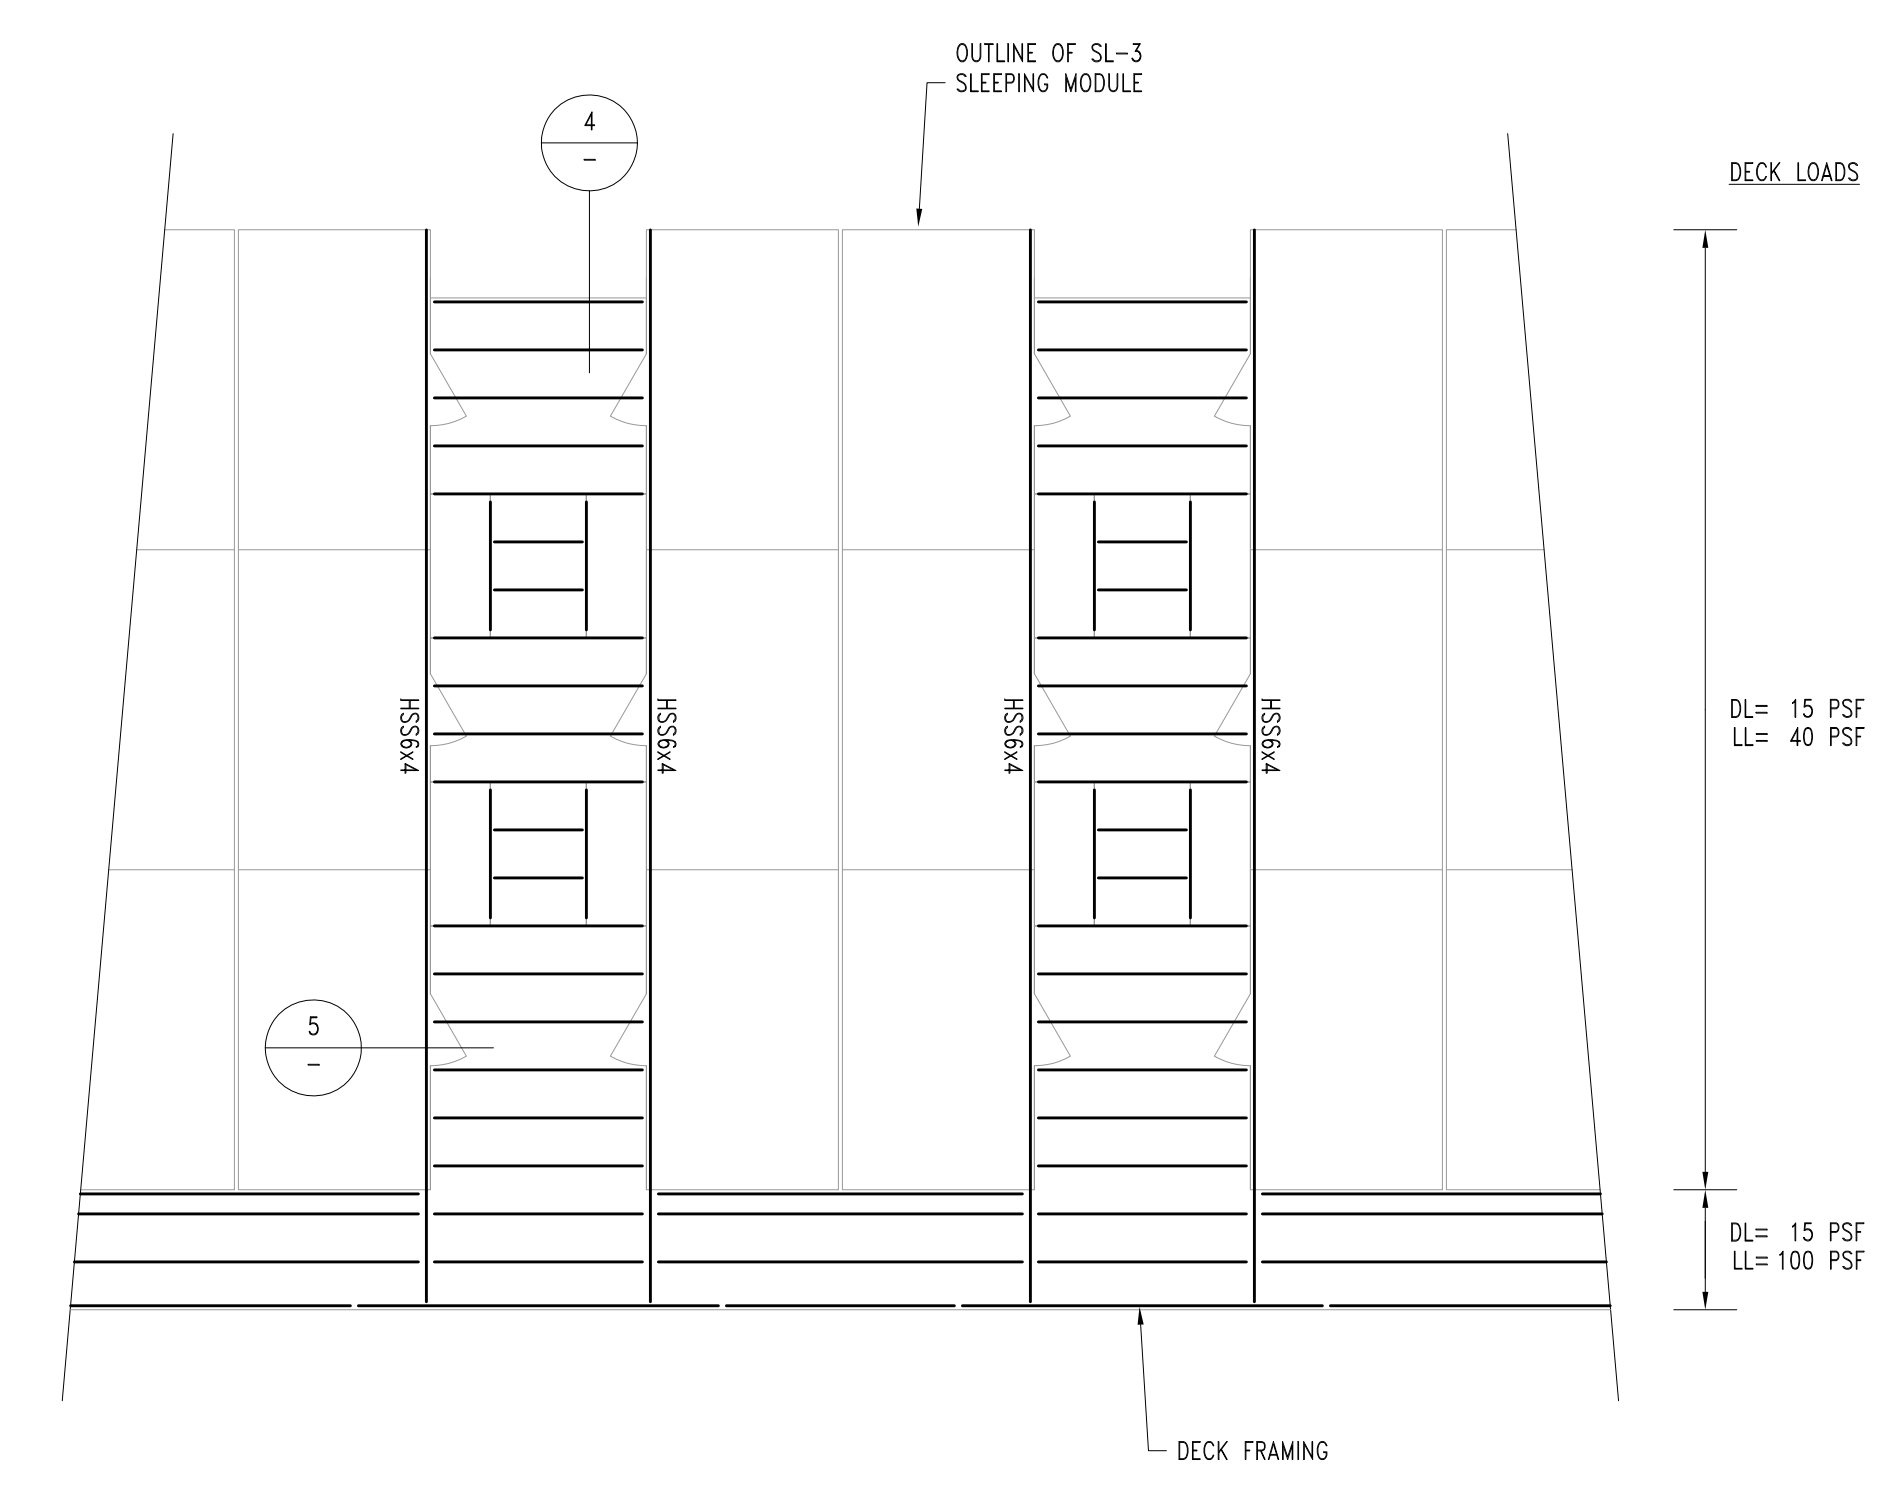 OUTLINE OF SL-3
SLEEPING MODULE
4
-
DECK LOADS
HSS6x4
HSS6x4
HSS6x4
HSS6x4
DL= 15 PSF
LL= 40 PSF
5
-
DL= 15 PSF
LL= 100 PSF
DECK FRAMING